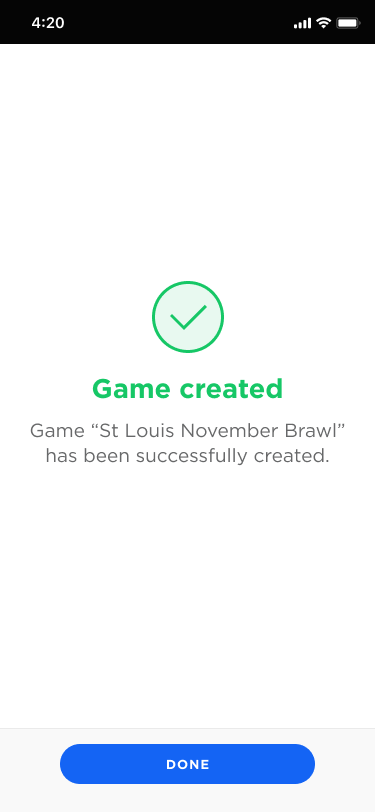 4:20
Game created
Game “St Louis November Brawl”
has been successfully created.
DONE